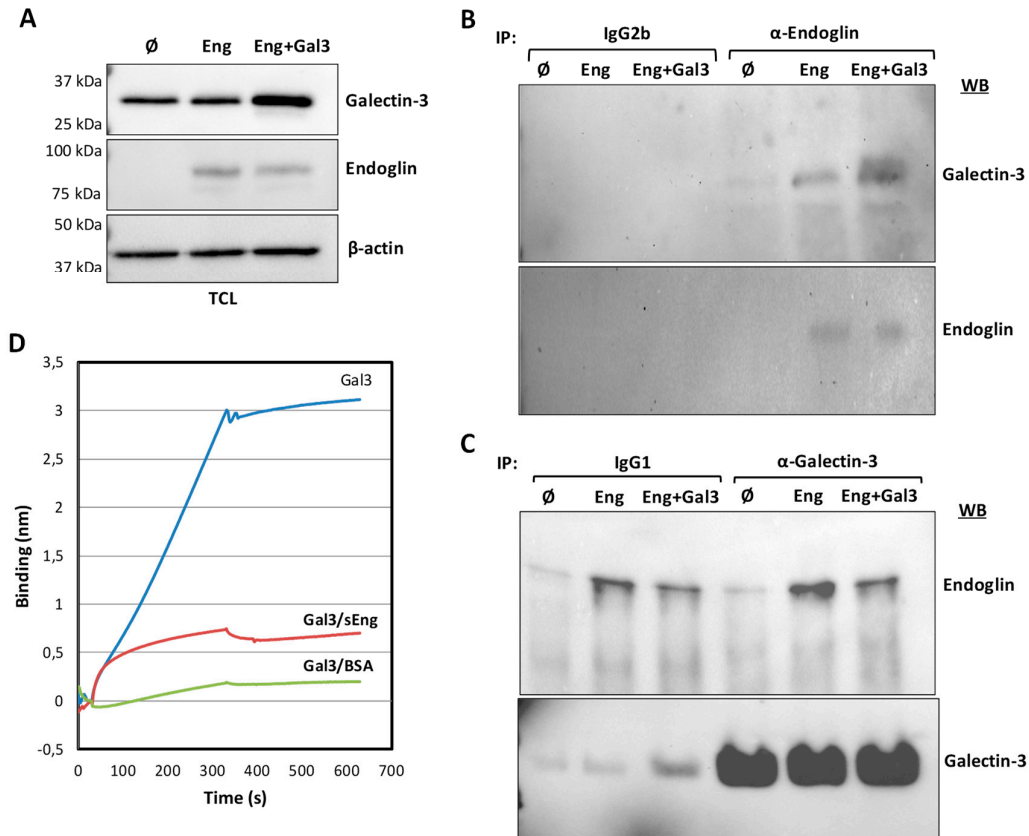 A
Ø Eng Eng+Gal3
37 kDa
Galectin-3
25 kDa
100 kDa
Endoglin
75 kDa
50 kDa
β-actin
37 kDa
TCL
B
IP: IgG2b α-Endoglin
Ø Eng Eng+Gal3 Ø Eng Eng+Gal3
WB
Galectin-3
Endoglin
C
IP: IgG1 α-Galectin-3
Ø Eng Eng+Gal3 Ø Eng Eng+Gal3
WB
Endoglin
Galectin-3
D
3,5
3
2,5
2
1,5
1
0,5
0
-0,5
Binding (nm)
Gal3
Gal3/sEng
Gal3/BSA
0 100 200 300 400 500 600 700
Time (s)